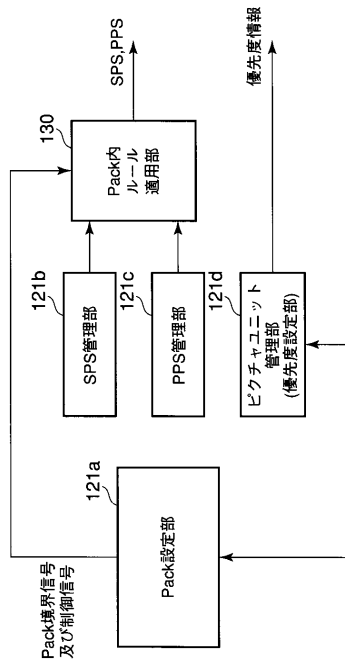 Pack境界信号
及び制御信号
121a
Pack設定部
121b
SPS管理部
121c
PPS管理部
121d
ピクチャユニット
管理部
(優先度設定部)
130
Pack内
ルール
適用部
SPS,PPS
優先度情報